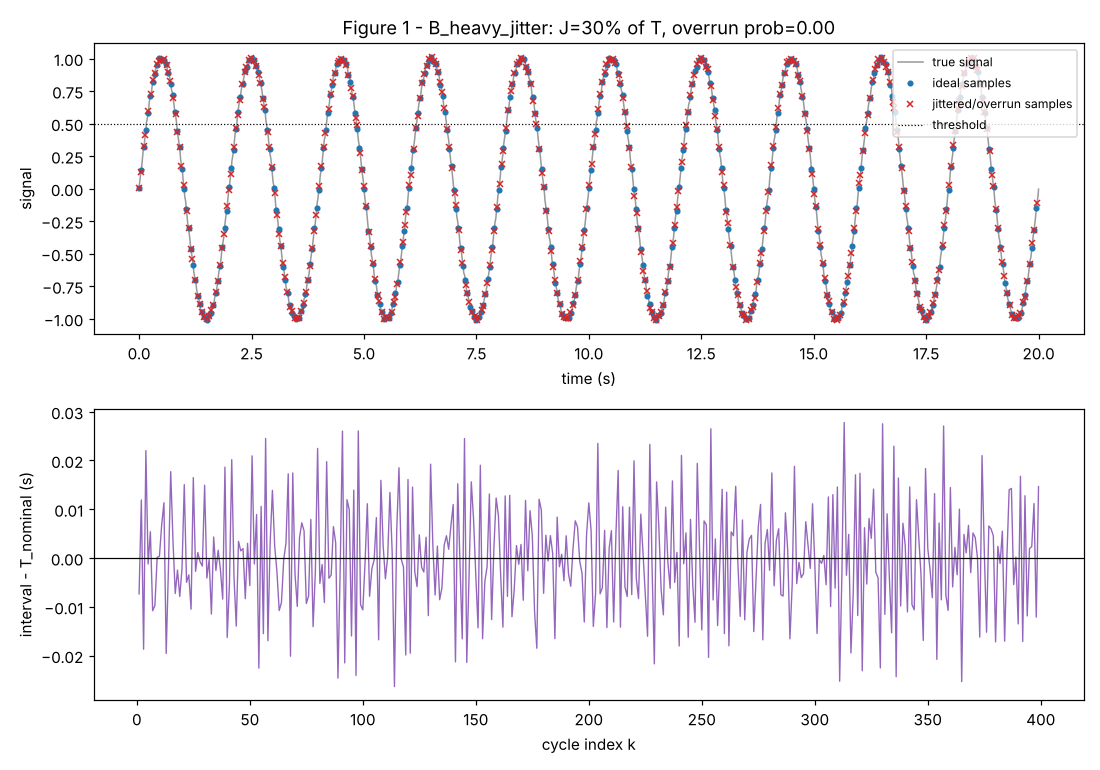 Figure 1 - B_heavy_jitter: J=30% of T, overrun prob=0.00
1.00
0.75
0.50
0.25
0.00
−0.25
−0.50
−0.75
−1.00
signal
true signal
ideal samples
jittered/overrun samples
threshold
0.0 2.5 5.0 7.5 10.0 12.5 15.0 17.5 20.0
time (s)
0.03
0.02
0.01
0.00
−0.01
−0.02
interval - T_nominal (s)
0 50 100 150 200 250 300 350 400
cycle index k